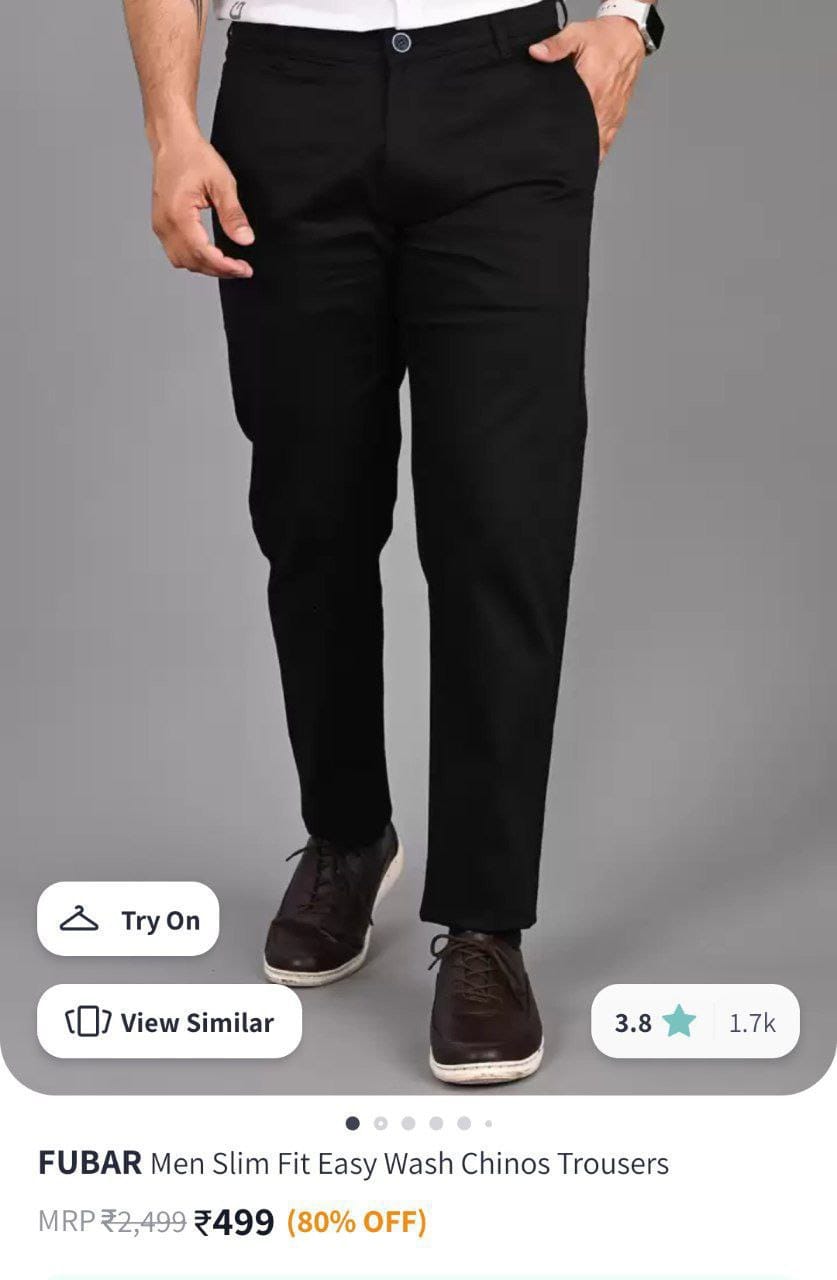 Try On
View Similar
3.8 1.7k
FUBAR Men Slim Fit Easy Wash Chinos Trousers
MRP ₹2,499 ₹499 (80% OFF)